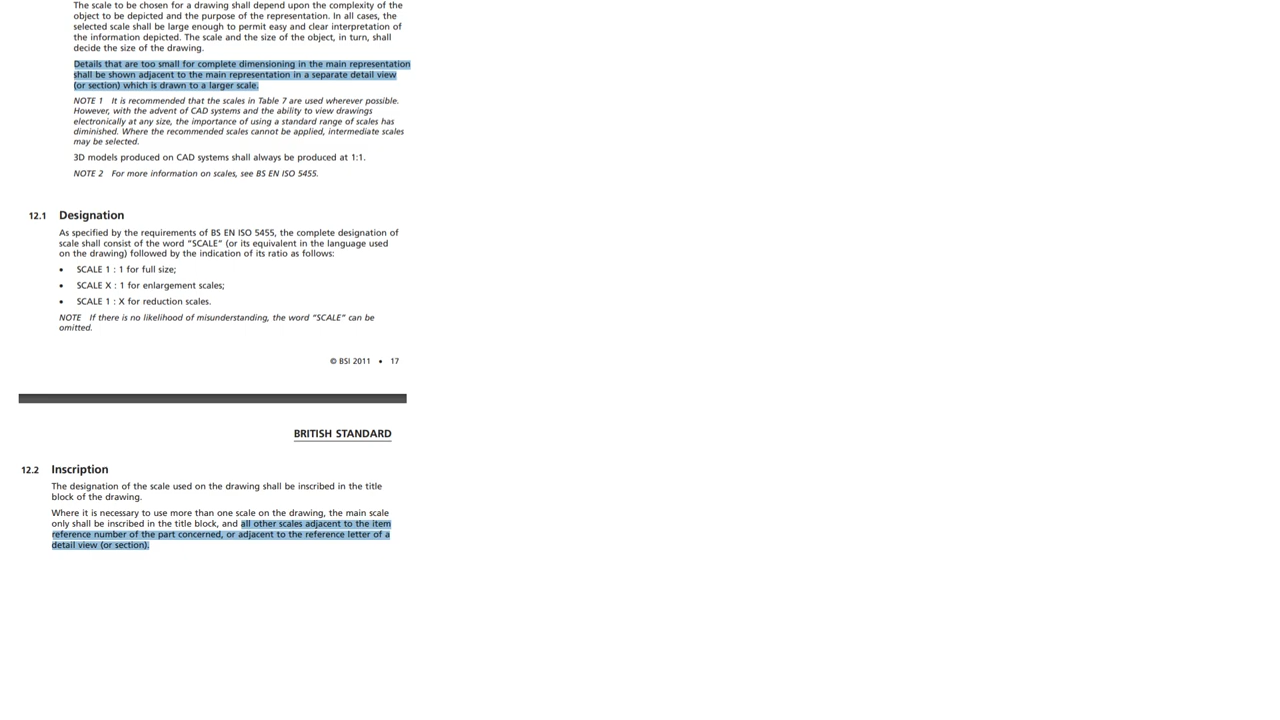 The scale to be chosen for a drawing shall depend upon the complexity of the
object to be depicted and the purpose of the representation. In all cases, the
selected scale shall be large enough to permit easy and clear interpretation of
the information depicted. The scale and the size of the object, in turn, shall
decide the size of the drawing.
Details that are too small for complete dimensioning in the main representation
shall be shown adjacent to the main representation in a separate detail view
(or section) which is drawn to a larger scale.
NOTE 1 It is recommended that the scales in Table 7 are used wherever possible.
However, with the advent of CAD systems and the ability to view drawings
electronically at any size, the importance of using a standard range of scales has
diminished. Where the recommended scales cannot be applied, intermediate scales
may be selected.
3D models produced on CAD systems shall always be produced at 1:1.
NOTE 2 For more information on scales, see BS EN ISO 5455.
12.1 Designation
As specified by the requirements of BS EN ISO 5455, the complete designation of
scale shall consist of the word “SCALE” (or its equivalent in the language used
on the drawing) followed by the indication of its ratio as follows:
• SCALE 1 : 1 for full size;
• SCALE X : 1 for enlargement scales;
• SCALE 1 : X for reduction scales.
NOTE If there is no likelihood of misunderstanding, the word “SCALE” can be
omitted.
© BSI 2011 • 17
BRITISH STANDARD
12.2 Inscription
The designation of the scale used on the drawing shall be inscribed in the title
block of the drawing.
Where it is necessary to use more than one scale on the drawing, the main scale
only shall be inscribed in the title block, and all other scales adjacent to the item
reference number of the part concerned, or adjacent to the reference letter of a
detail view (or section).